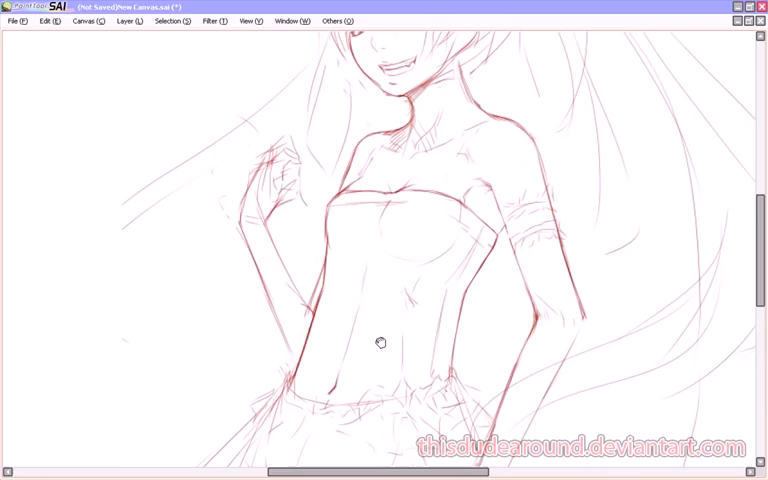 PaintTool SAI (Not Saved)New Canvas.sai (*)
File (F) Edit (E) Canvas (C) Layer (L) Selection (S) Filter (T) View (V) Window (W) Others (O)
thisdudearound.deviantart.com